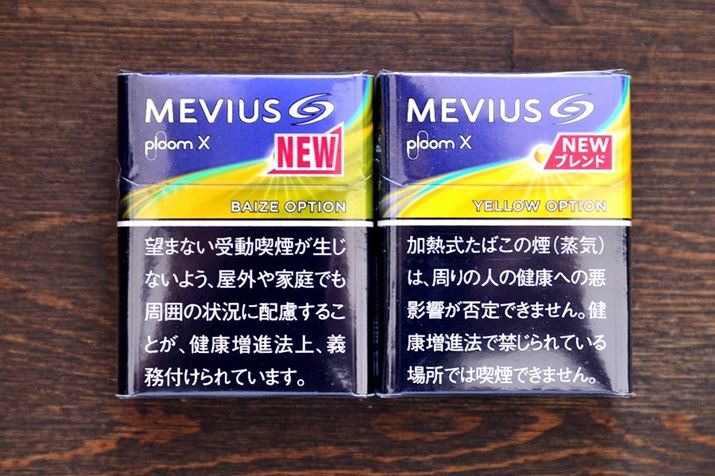 MEVIUS
ploom X
NEW
BAIZE OPTION
望まない受動喫煙が生じ
ないよう、屋外や家庭でも
周囲の状況に配慮するこ
とが、健康増進法上、義
務付けられています。
MEVIUS
ploom X
NEW
ブレンド
YELLOW OPTION
加熱式たばこの煙（蒸気）
は、周りの人の健康への悪
影響が否定できません。健
康増進法で禁じられている
場所では喫煙できません。